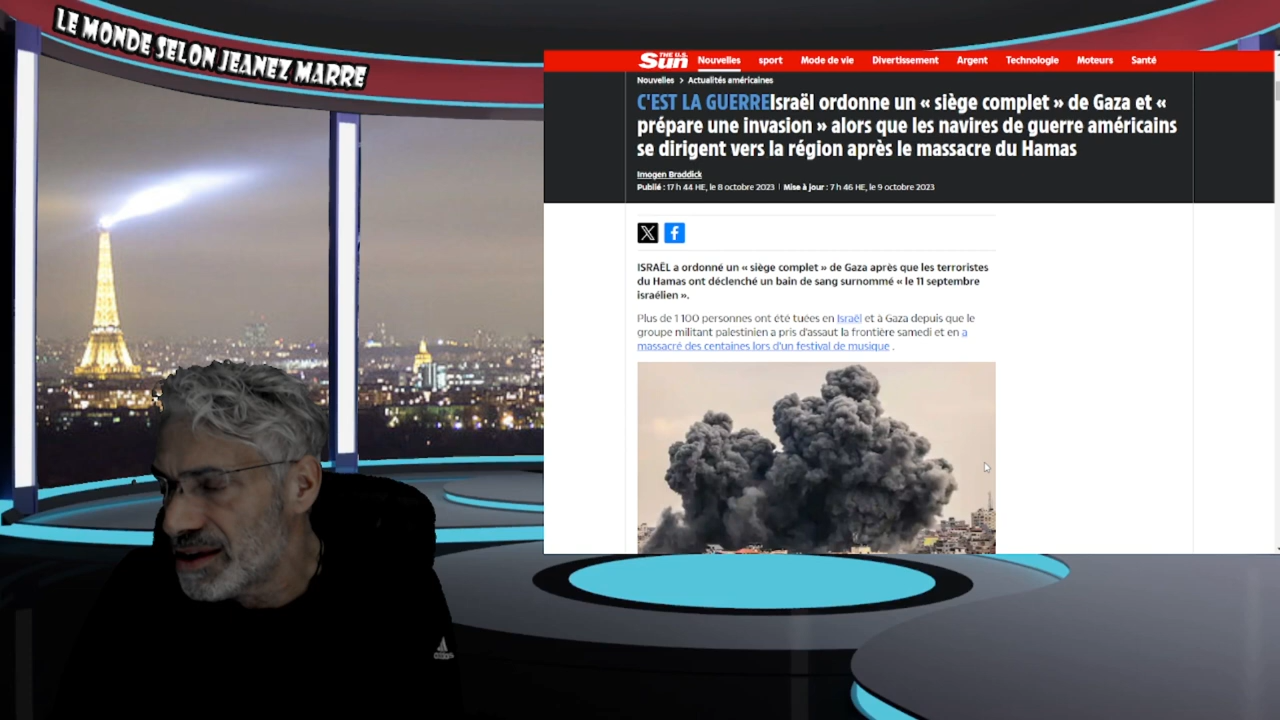 LE MONDE SELON JEANEZ MARRE
THE U.S. Sun Nouvelles sport Mode de vie Divertissement Argent Technologie Moteurs Santé
Nouvelles > Actualités américaines
C'EST LA GUERREIsraël ordonne un « siège complet » de Gaza et «
prépare une invasion » alors que les navires de guerre américains
se dirigent vers la région après le massacre du Hamas
Imogen Braddick
Publié : 17 h 44 HE, le 8 octobre 2023 | Mise à jour : 7 h 46 HE, le 9 octobre 2023
ISRAËL a ordonné un « siège complet » de Gaza après que les terroristes
du Hamas ont déclenché un bain de sang surnommé « le 11 septembre
israélien ».
Plus de 1 100 personnes ont été tuées en Israël et à Gaza depuis que le
groupe militant palestinien a pris d'assaut la frontière samedi et en a
massacré des centaines lors d'un festival de musique .